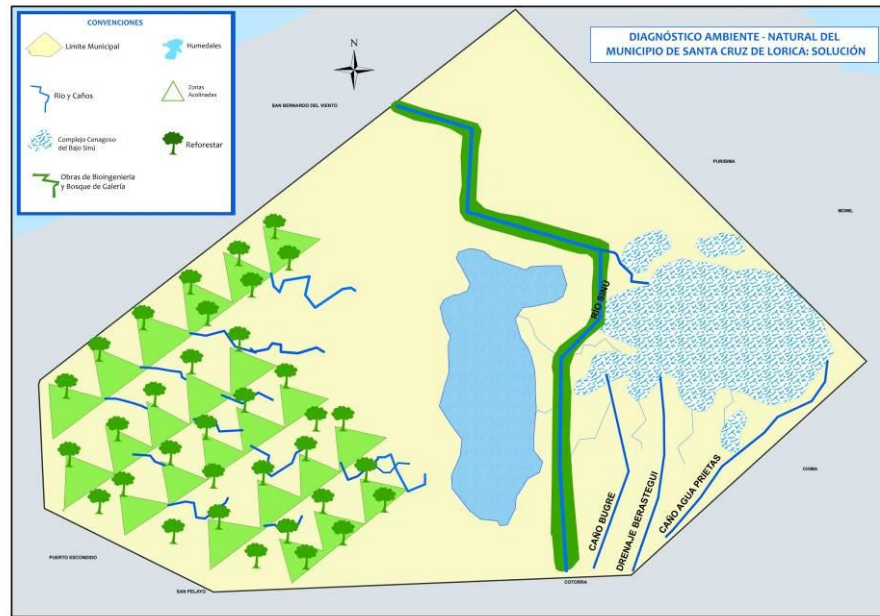 CONVENCIONES
Limite Municipal
Humedales
Río y Caños
Zonas
Acolinadas
Complejo Cenagoso
del Bajo Sinú
Reforestar
Obras de Bioingeniería
y Bosque de Galería
DIAGNÓSTICO AMBIENTE - NATURAL DEL
MUNICIPIO DE SANTA CRUZ DE LORICA: SOLUCIÓN
N
SAN BERNARDO DEL VIENTO
PURISIMA
MOMIL
RÍO SINÚ
CHIMA
CAÑO BUGRE
DRENAJE BERASTEGUI
CAÑO AGUA PRIETAS
PUERTO ESCONDIDO
SAN PELAYO
COTORRA